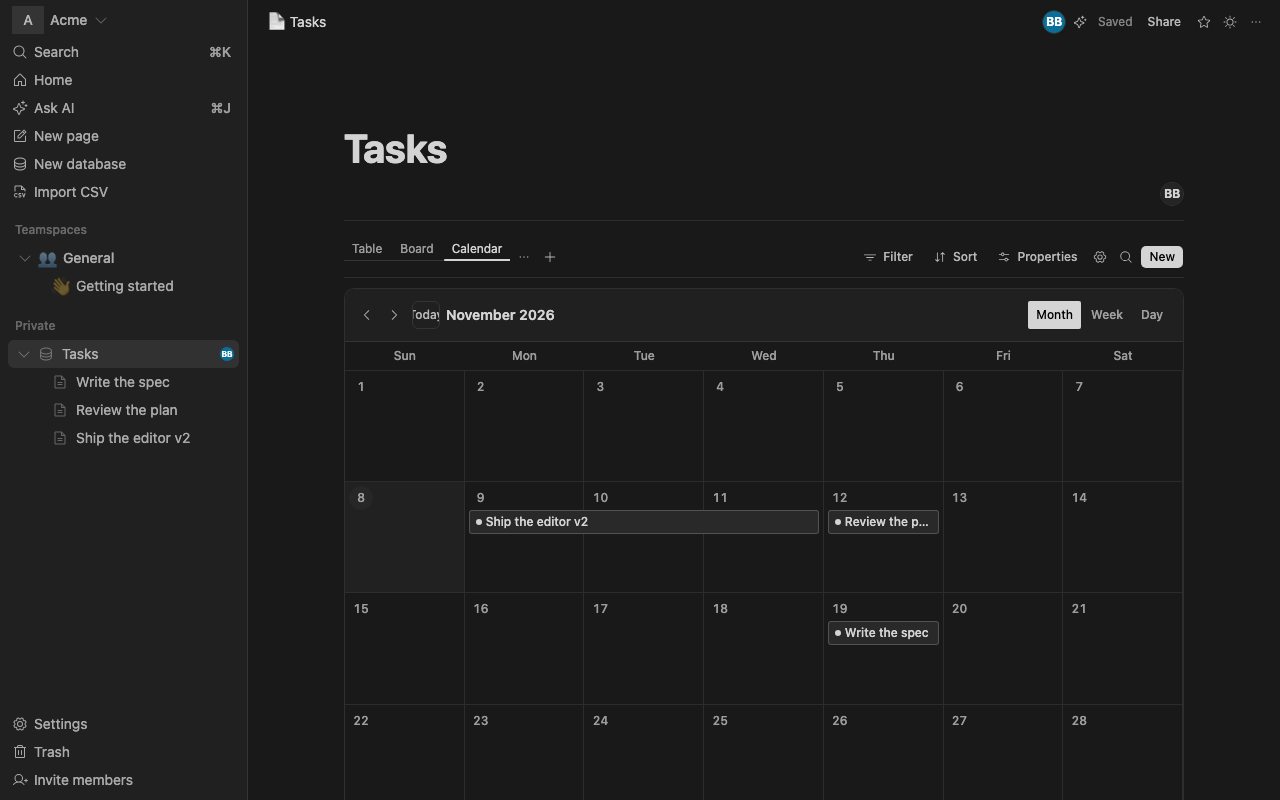 A Acme
Search ⌘K
Home
Ask AI ⌘J
New page
New database
Import CSV
Teamspaces
General
Getting started
Private
Tasks BB
Write the spec
Review the plan
Ship the editor v2
Settings
Trash
Invite members
Tasks
BB Saved Share
Tasks
BB
Table Board Calendar
Filter Sort Properties New
Today November 2026
Month Week Day
Sun Mon Tue Wed Thu Fri Sat
1 2 3 4 5 6 7
8 9 10 11 12 13 14
Ship the editor v2 Review the p...
15 16 17 18 19 20 21
Write the spec
22 23 24 25 26 27 28